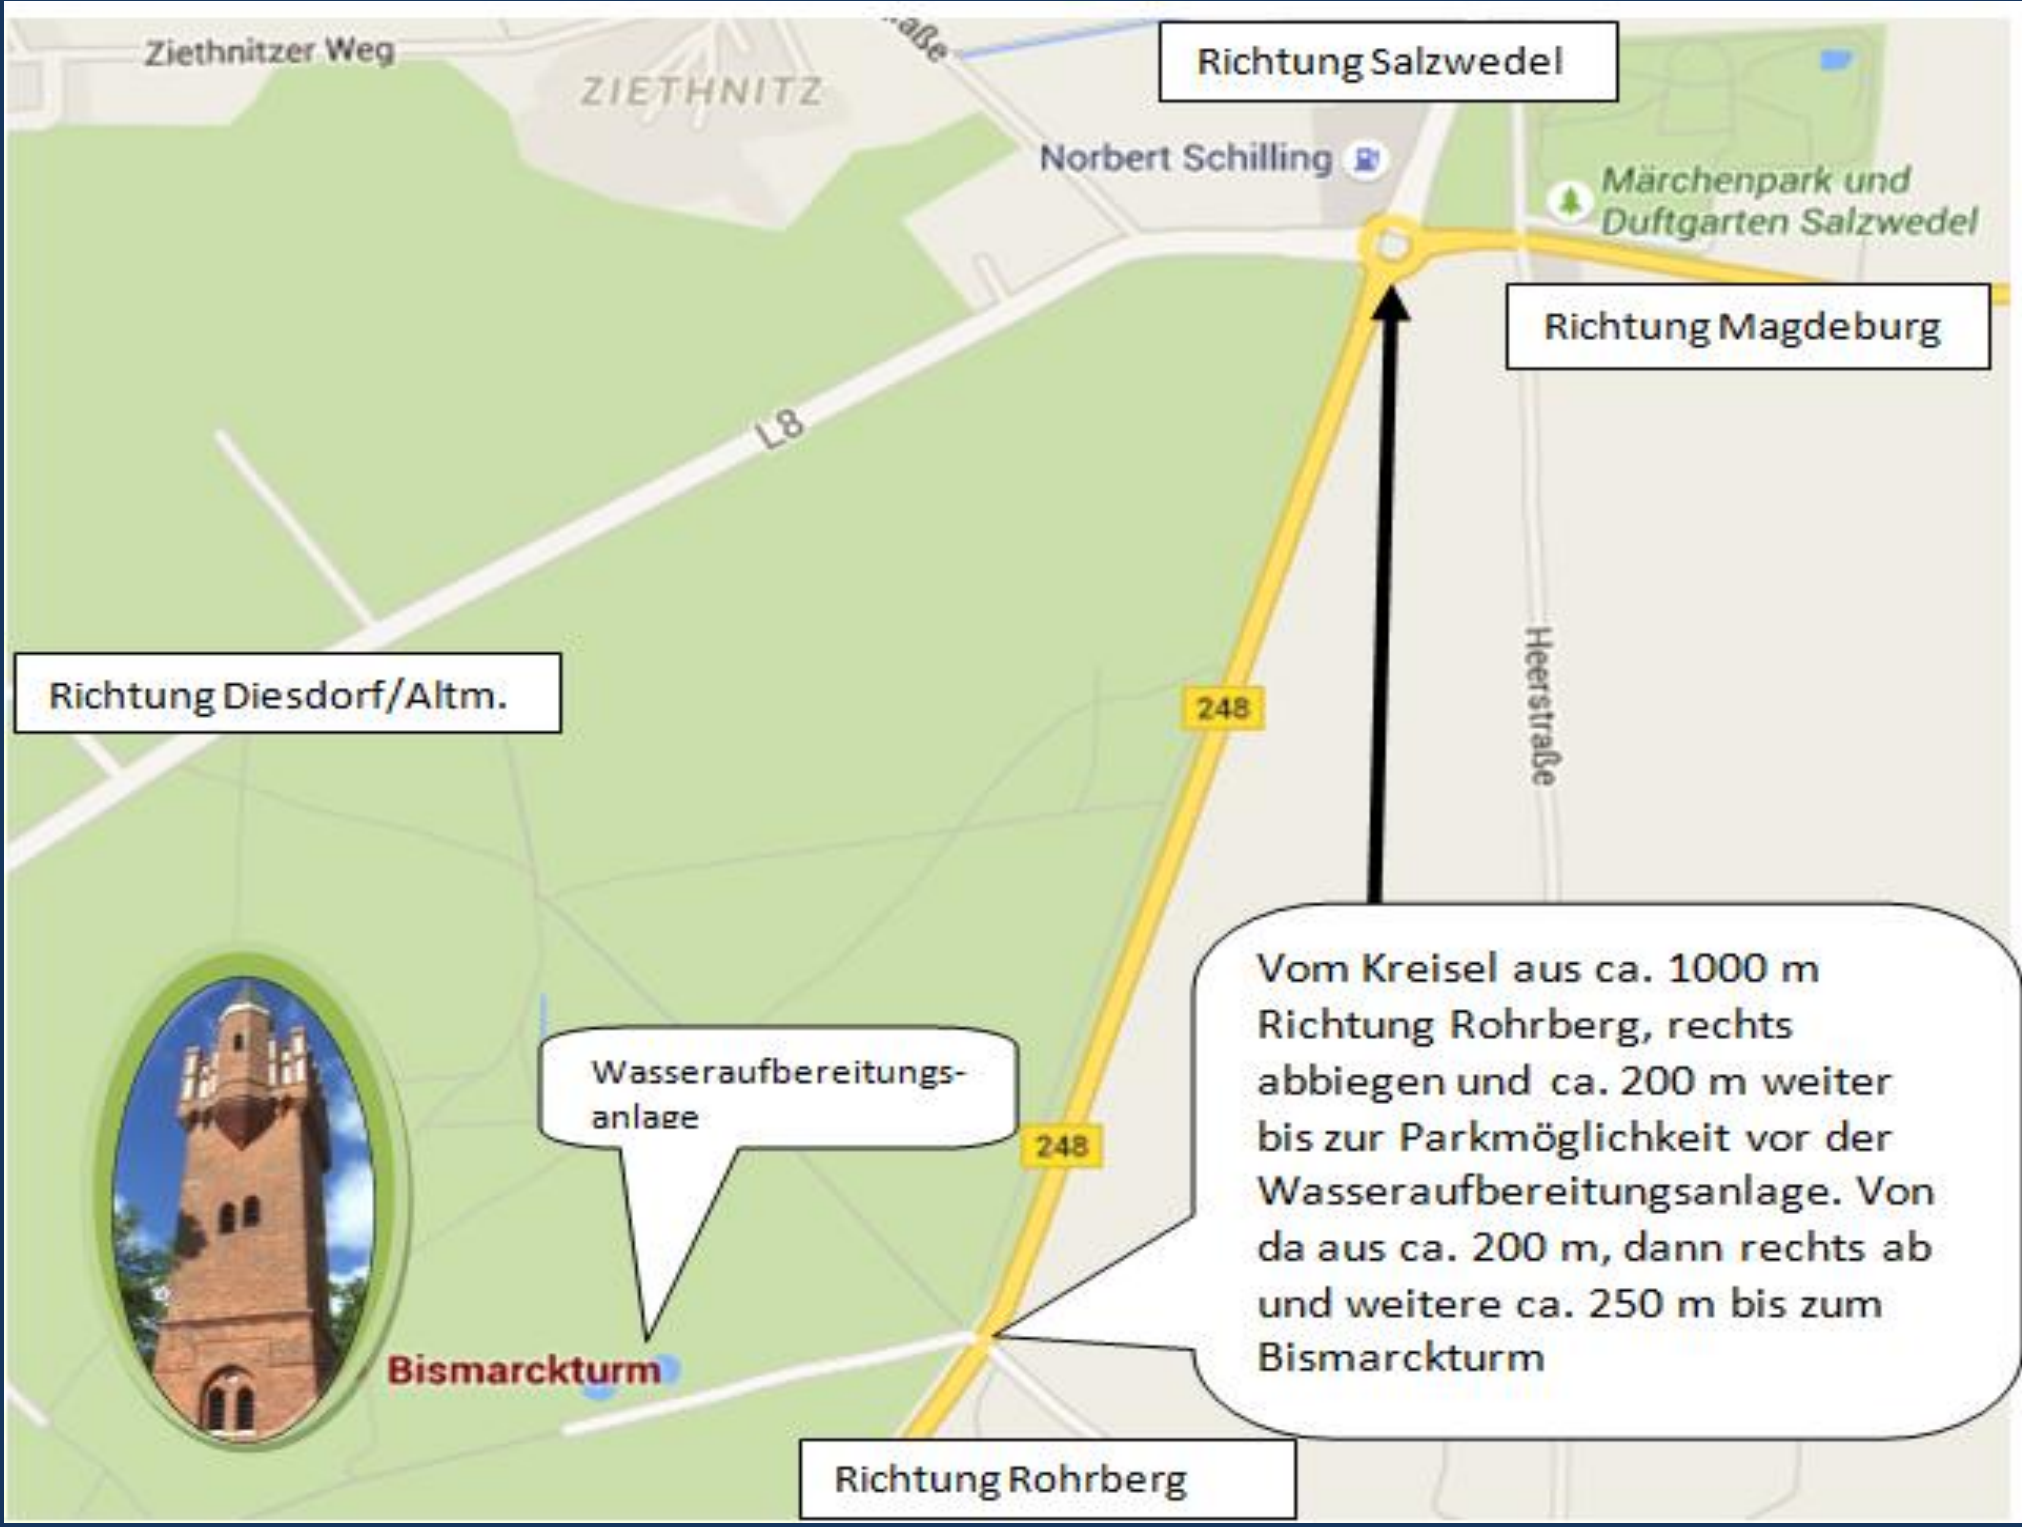 Ziethnitzer Weg
ZIETHNITZ
aße
Richtung Salzwedel
Norbert Schilling
Märchenpark und
Duftgarten Salzwedel
Richtung Magdeburg
L8
Richtung Diesdorf/Altm.
248
Heerstraße
Wasseraufbereitungs-
anlage
248
Vom Kreisel aus ca. 1000 m
Richtung Rohrberg, rechts
abbiegen und ca. 200 m weiter
bis zur Parkmöglichkeit vor der
Wasseraufbereitungsanlage. Von
da aus ca. 200 m, dann rechts ab
und weitere ca. 250 m bis zum
Bismarckturm
Bismarckturm
Richtung Rohrberg